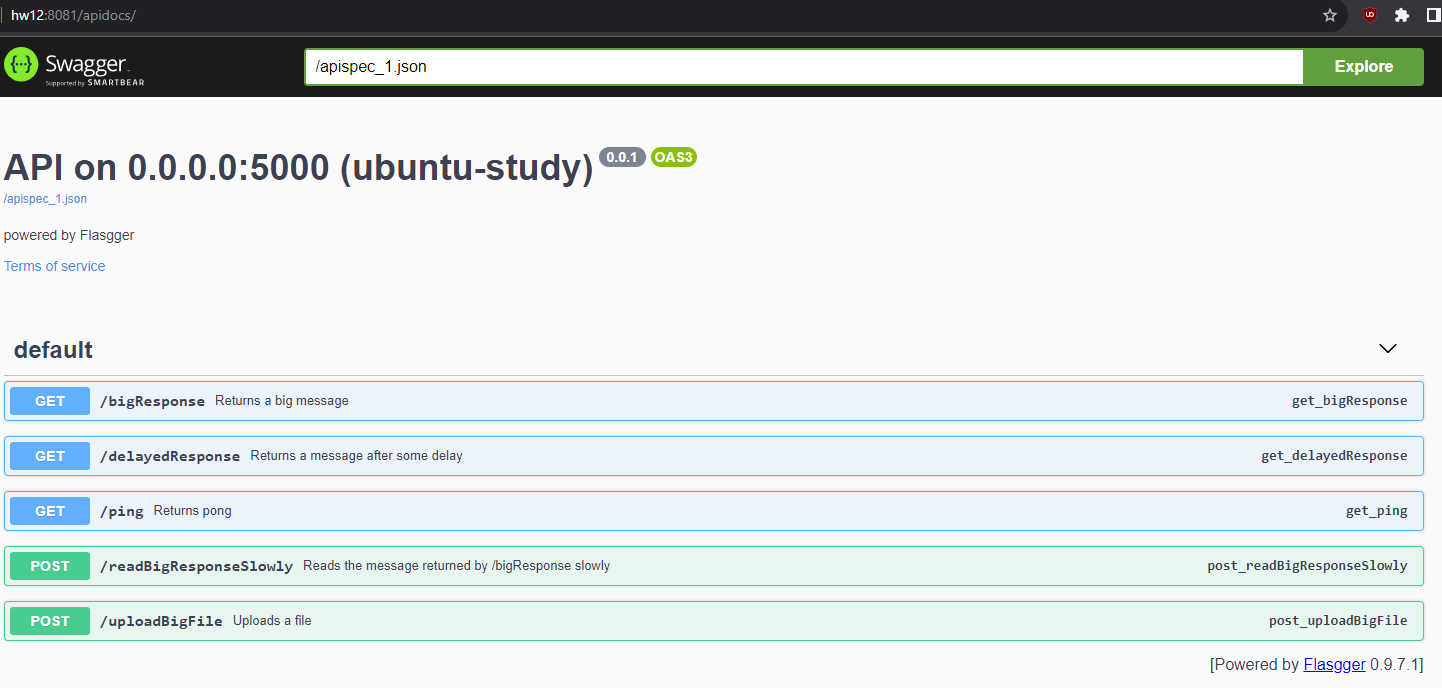 hw12:8081/apidocs/
UD
{··}
Swagger.
Supported by SMARTBEAR
/apispec_1.json
Explore
API on 0.0.0.0:5000 (ubuntu-study) 0.0.1 OAS3
/apispec_1.json
powered by Flasgger
Terms of service
default
GET /bigResponse Returns a big message get_bigResponse
GET /delayedResponse Returns a message after some delay get_delayedResponse
GET /ping Returns pong get_ping
POST /readBigResponseSlowly Reads the message returned by /bigResponse slowly post_readBigResponseSlowly
POST /uploadBigFile Uploads a file post_uploadBigFile
[Powered by Flasgger 0.9.7.1]